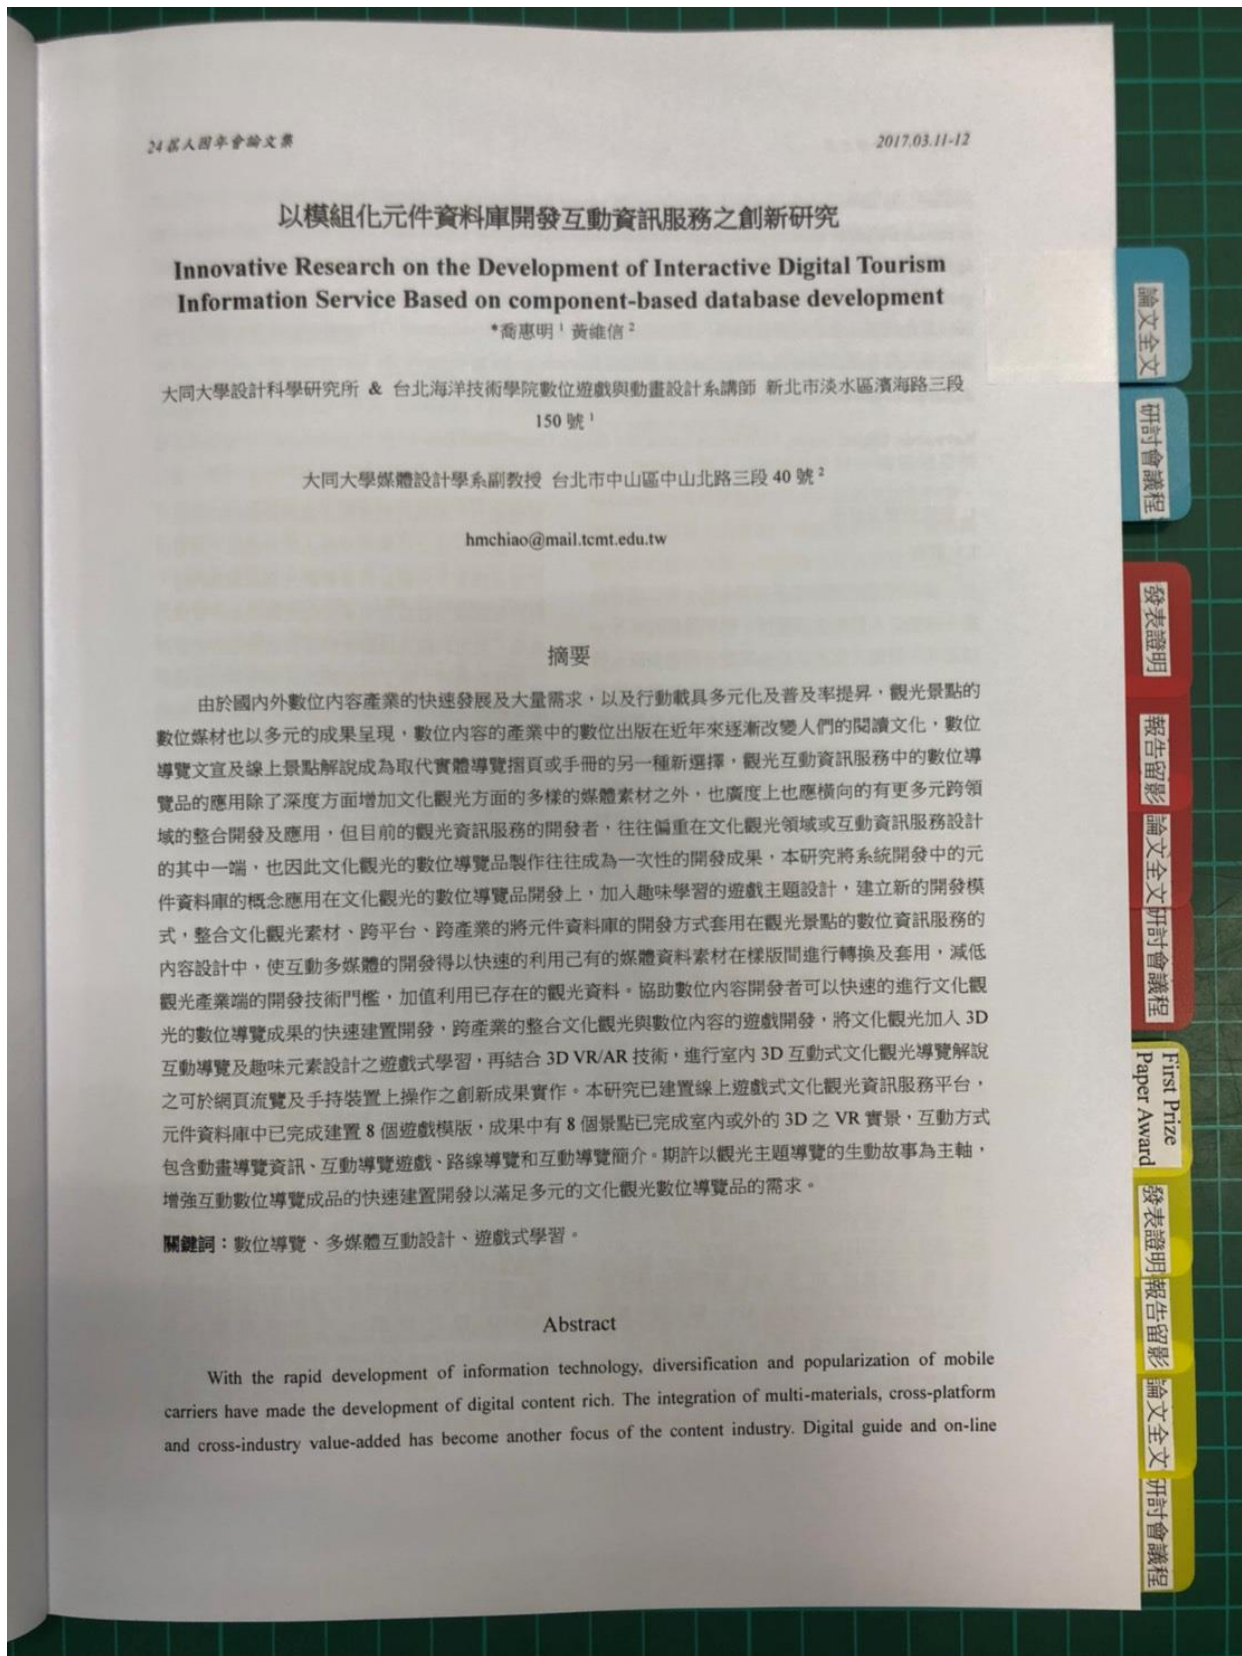 24屆人因年會論文集
2017.03.11-12
以模組化元件資料庫開發互動資訊服務之創新研究
Innovative Research on the Development of Interactive Digital Tourism
Information Service Based on component-based database development
*喬惠明 1 黃維信 2
大同大學設計科學研究所 & 台北海洋技術學院數位遊戲與動畫設計系講師 新北市淡水區濱海路三段
150 號 1
大同大學媒體設計學系副教授 台北市中山區中山北路三段 40 號 2
hmchiao@mail.tcmt.edu.tw
摘要
由於國內外數位內容產業的快速發展及大量需求，以及行動載具多元化及普及率提昇，觀光景點的
數位媒材也以多元的成果呈現，數位內容的產業中的數位出版在近年來逐漸改變人們的閱讀文化，數位
導覽文宣及線上景點解說成為取代實體導覽摺頁或手冊的另一種新選擇，觀光互動資訊服務中的數位導
覽品的應用除了深度方面增加文化觀光方面的多樣的媒體素材之外，也廣度上也應橫向的有更多元跨領
域的整合開發及應用，但目前的觀光資訊服務的開發者，往往偏重在文化觀光領域或互動資訊服務設計
的其中一端，也因此文化觀光的數位導覽品製作往往成為一次性的開發成果，本研究將系統開發中的元
件資料庫的概念應用在文化觀光的數位導覽品開發上，加入趣味學習的遊戲主題設計，建立新的開發模
式，整合文化觀光素材、跨平台、跨產業的將元件資料庫的開發方式套用在觀光景點的數位資訊服務的
內容設計中，使互動多媒體的開發得以快速的利用己有的媒體資料素材在樣版間進行轉換及套用，減低
觀光產業端的開發技術門檻，加值利用已存在的觀光資料。協助數位內容開發者可以快速的進行文化觀
光的數位導覽成果的快速建置開發，跨產業的整合文化觀光與數位內容的遊戲開發，將文化觀光加入 3D
互動導覽及趣味元素設計之遊戲式學習，再結合 3D VR/AR 技術，進行室內 3D 互動式文化觀光導覽解說
之可於網頁流覽及手持裝置上操作之創新成果實作。本研究已建置線上遊戲式文化觀光資訊服務平台，
元件資料庫中已完成建置 8 個遊戲模版，成果中有 8 個景點已完成室內或外的 3D 之 VR 實景，互動方式
包含動畫導覽資訊、互動導覽遊戲、路線導覽和互動導覽簡介。期許以觀光主題導覽的生動故事為主軸，
增強互動數位導覽成品的快速建置開發以滿足多元的文化觀光數位導覽品的需求。
關鍵詞：數位導覽、多媒體互動設計、遊戲式學習。
Abstract
With the rapid development of information technology, diversification and popularization of mobile
carriers have made the development of digital content rich. The integration of multi-materials, cross-platform
and cross-industry value-added has become another focus of the content industry. Digital guide and on-line
論文全文
研討會議程
發表證明
報告留影
論文全文
研討會議程
First Prize
Paper Award
發表證明
報告留影
論文全文
研討會議程